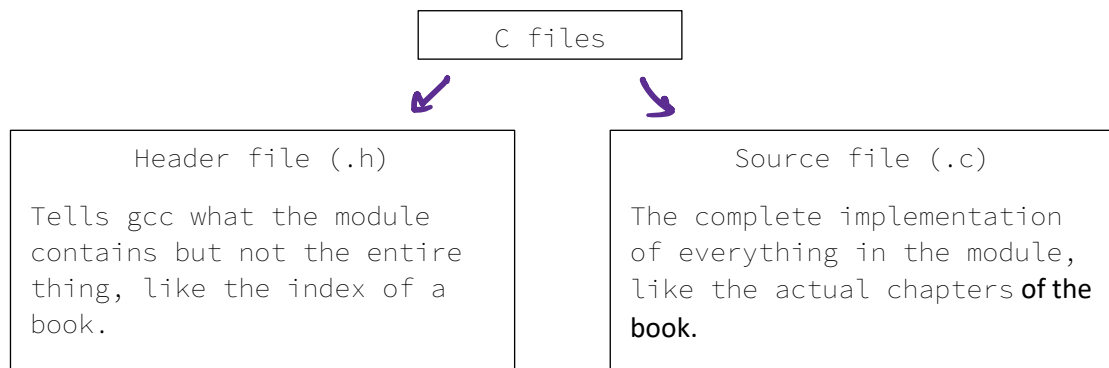 C files
Header file (.h)
Tells gcc what the module
contains but not the entire
thing, like the index of a
book.
Source file (.c)
The complete implementation
of everything in the module,
like the actual chapters of the
book.